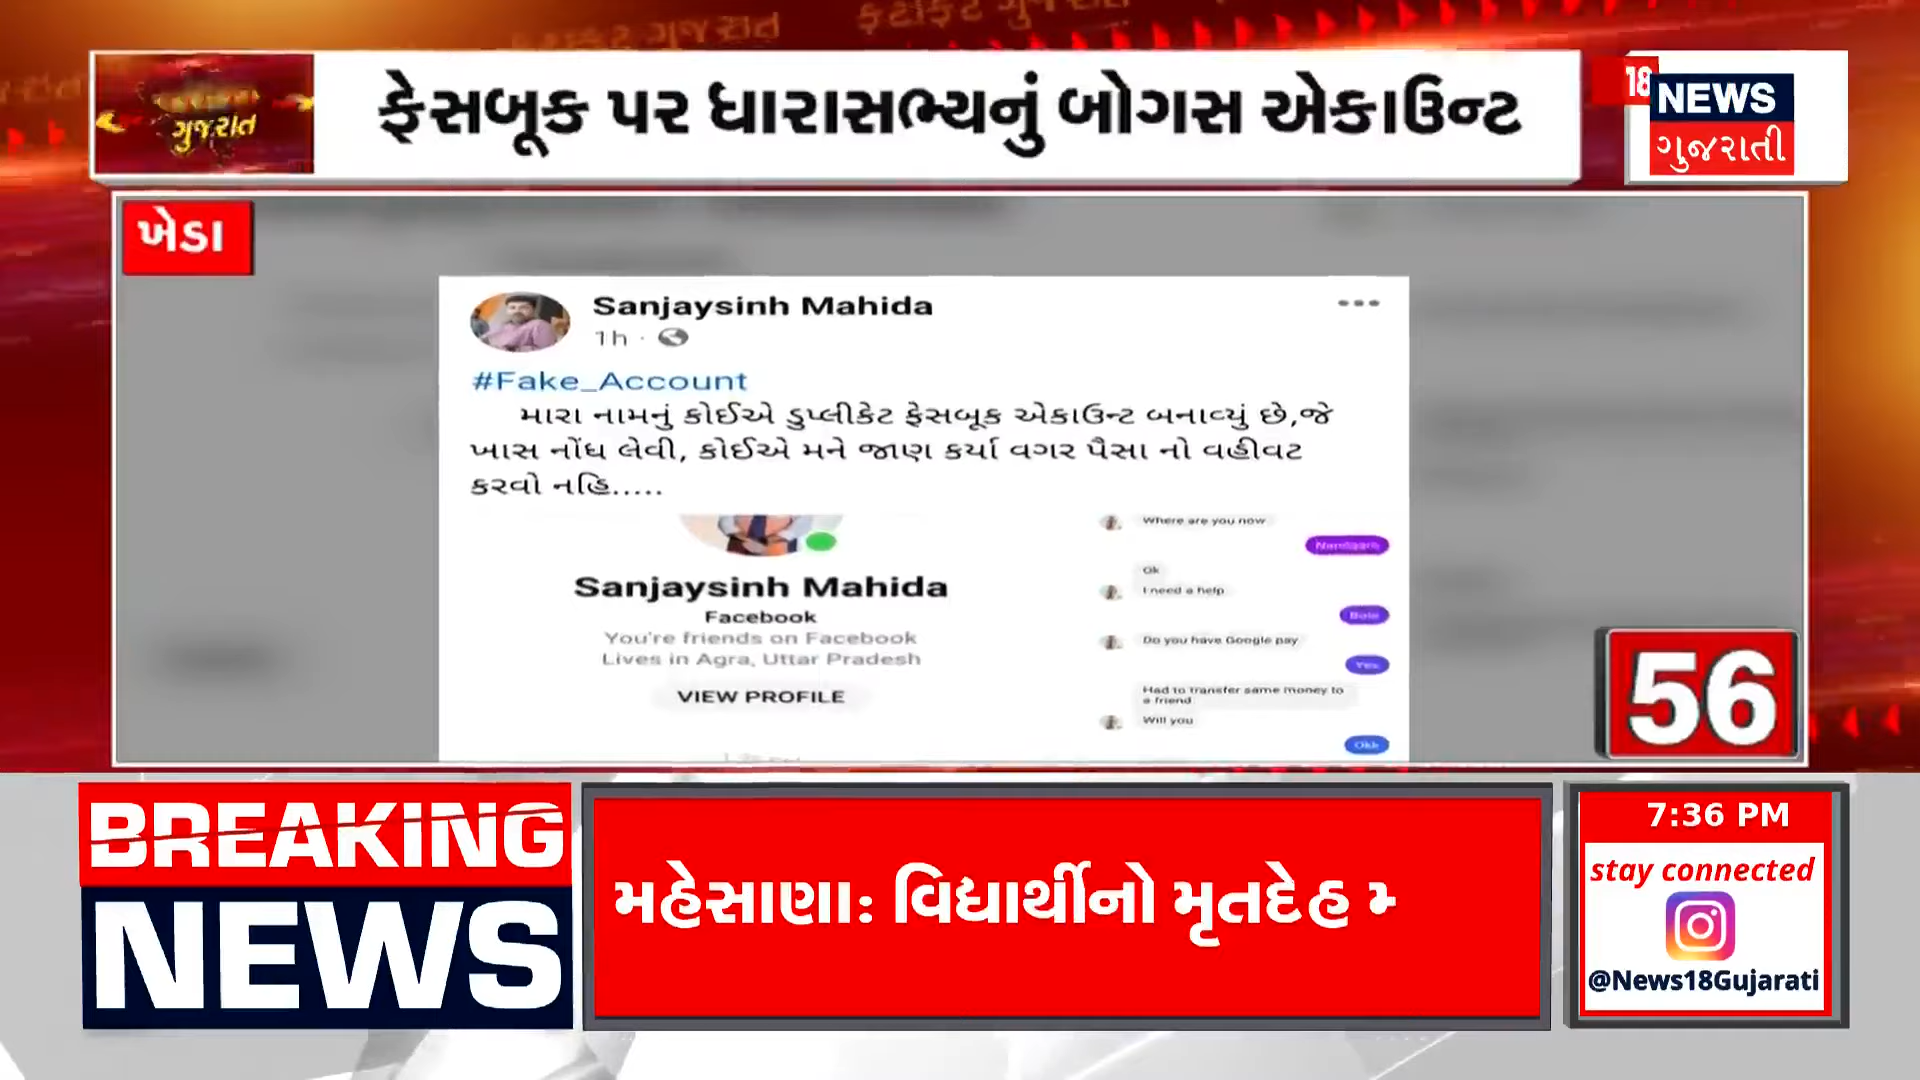 ફેસબૂક પર ધારાસભ્યનું બોગસ એકાઉન્ટ
ગુજરાત
18
NEWS
ગુજરાતી
ખેડા
Sanjaysinh Mahida
1h
#Fake_Account
મારા નામનું કોઈએ ડુપ્લીકેટ ફેસબૂક એકાઉન્ટ બનાવ્યું છે,જે
ખાસ નોંધ લેવી, કોઈએ મને જાણ કર્યા વગર પૈસા નો વહીવટ
કરવો નહિ.....
Sanjaysinh Mahida
Facebook
You're friends on Facebook
Lives in Agra, Uttar Pradesh
VIEW PROFILE
Where are you now
Ok
I need a help
Bolo
Do you have Google pay
Yes
Had to transfer same money to
a friend
Will you
Okk
56
BREAKING
NEWS
મહેસાણા: વિદ્યાર્થીનો મૃતદેહ
7:36 PM
stay connected
@News18Gujarati